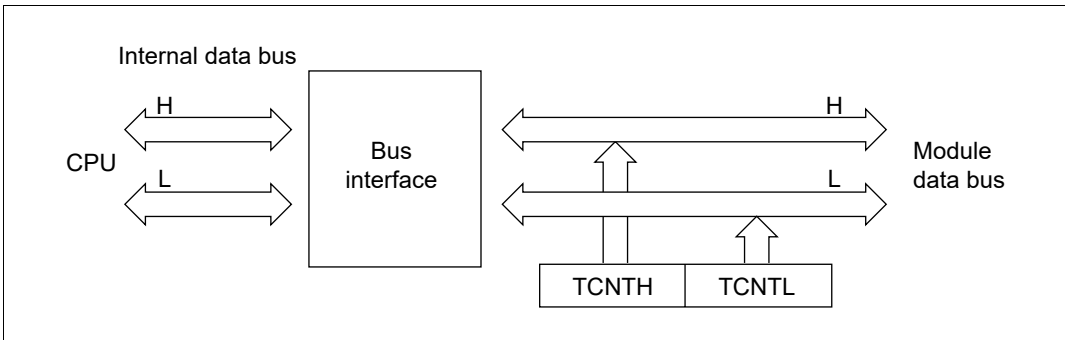 Internal data bus
H
H
CPU
Bus
interface
Module
data bus
L
L
TCNTH
TCNTL